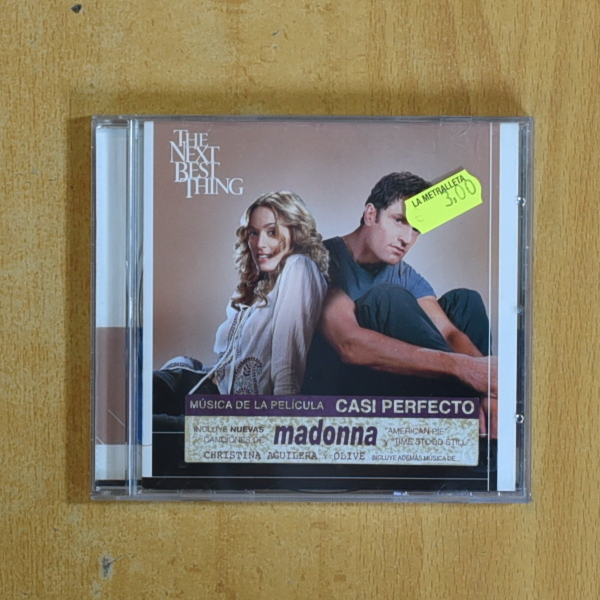 THE
NEXT
BEST
THING
LA METRALLETA
€ 3,00
MÚSICA DE LA PELÍCULA CASI PERFECTO
INCLUYE NUEVAS
CANCIONES DE
madonna
"AMERICAN PIE"
Y "TIME STOOD STILL"
CHRISTINA AGUILERA Y OLIVE INCLUYE ADEMÁS MÚSICA DE...